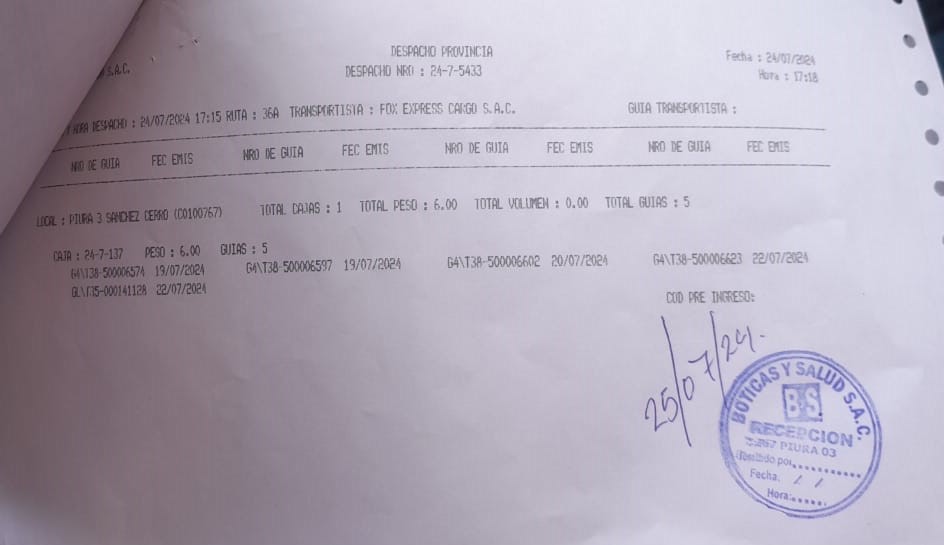 DESPACHO PROVINCIA
Fecha : 24/07/2024
S.A.C.
DESPACHO NRO : 24-7-5433
Hora : 17:18
HORA DESPACHO : 24/07/2024 17:15 RUTA : 36A TRANSPORTISTA : FOX EXPRESS CARGO S.A.C. GUIA TRANSPORTISTA :
NRO DE GUIA FEC EMIS NRO DE GUIA FEC EMIS NRO DE GUIA FEC EMIS NRO DE GUIA FEC EMIS
LOCAL : PIURA 3 SANCHEZ CERRO (C0100767) TOTAL CAJAS : 1 TOTAL PESO : 6.00 TOTAL VOLUMEN : 0.00 TOTAL GUIAS : 5
CAJA : 24-7-137 PESO : 6.00 GUIAS : 5
G4\T38-500006574 19/07/2024 G4\T38-500006597 19/07/2024 G4\T38-500006602 20/07/2024 G4\T38-500006623 22/07/2024
GL\T35-000141128 22/07/2024
COD PRE INGRESO:
25/07/24.
BOTICAS Y SALUD S.A.C.
BS
RECEPCION
PIURA 03
Recibido por
Fecha. / /
Hora: